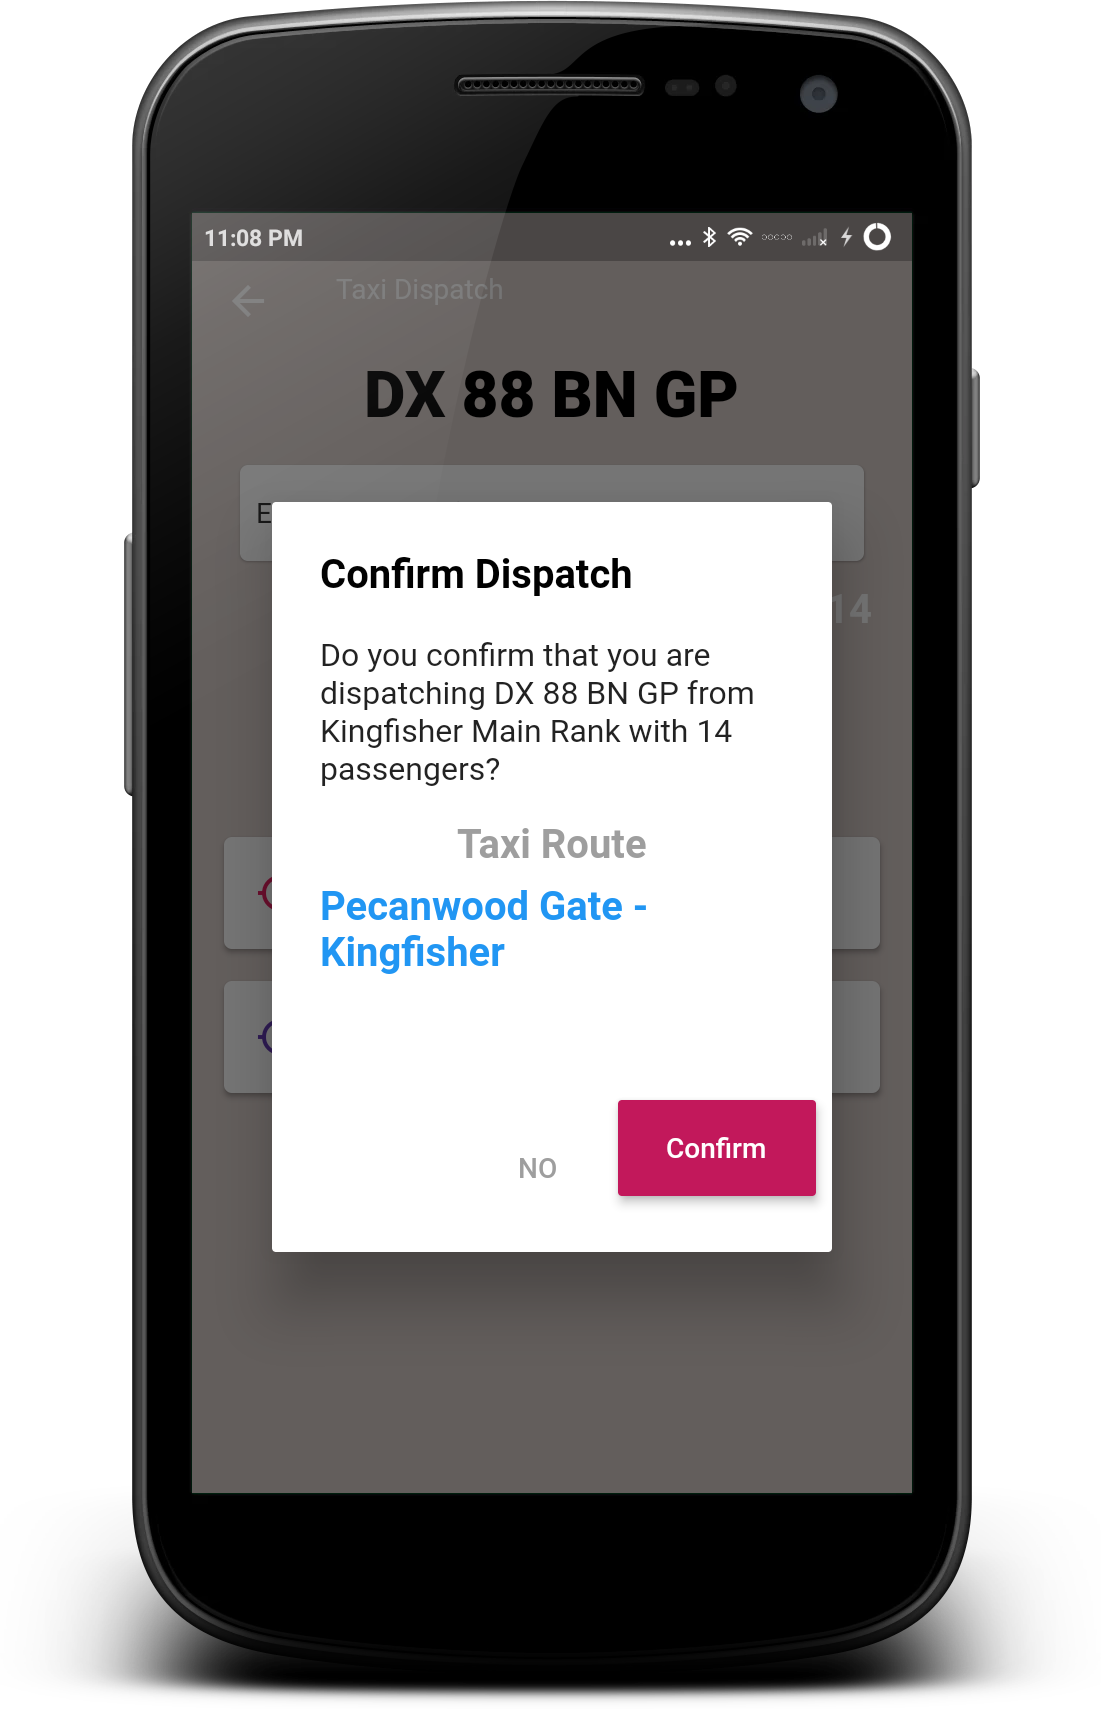 11:08 PM
Taxi Dispatch
DX 88 BN GP
E
14
Confirm Dispatch
Do you confirm that you are
dispatching DX 88 BN GP from
Kingfisher Main Rank with 14
passengers?
Taxi Route
Pecanwood Gate -
Kingfisher
NO
Confirm